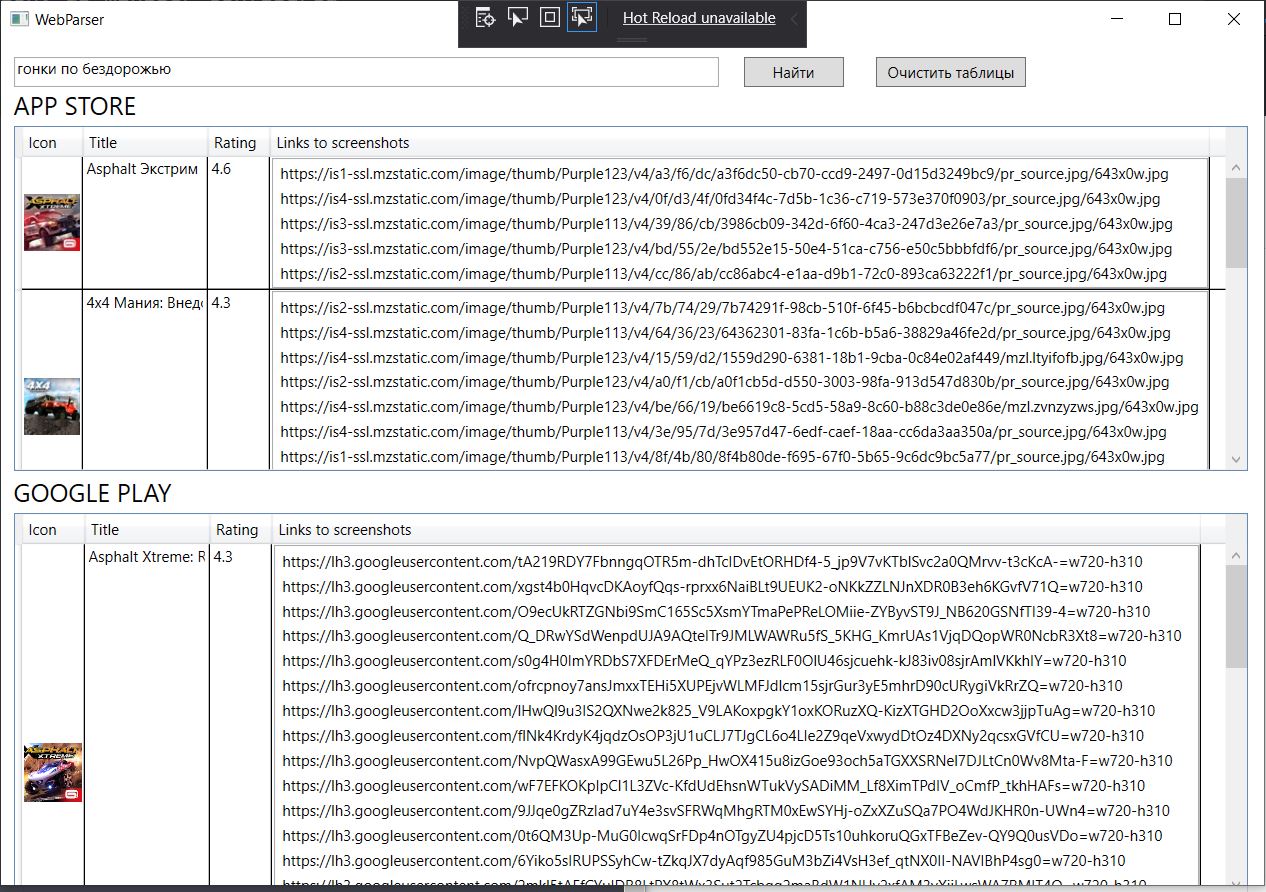 WebParser
Hot Reload unavailable
гонки по бездорожью
Найти
Очистить таблицы
APP STORE
Icon Title Rating Links to screenshots
Asphalt Экстрим 4.6
https://is1-ssl.mzstatic.com/image/thumb/Purple123/v4/a3/f6/dc/a3f6dc50-cb70-ccd9-2497-0d15d3249bc9/pr_source.jpg/643x0w.jpg
https://is4-ssl.mzstatic.com/image/thumb/Purple123/v4/0f/d3/4f/0fd34f4c-7d5b-1c36-c719-573e370f0903/pr_source.jpg/643x0w.jpg
https://is3-ssl.mzstatic.com/image/thumb/Purple123/v4/39/86/cb/3986cb09-342d-6f60-4ca3-247d3e26e7a3/pr_source.jpg/643x0w.jpg
https://is3-ssl.mzstatic.com/image/thumb/Purple123/v4/bd/55/2e/bd552e15-50e4-51ca-c756-e50c5bbbfdf6/pr_source.jpg/643x0w.jpg
https://is2-ssl.mzstatic.com/image/thumb/Purple113/v4/cc/86/ab/cc86abc4-e1aa-d9b1-72c0-893ca63222f1/pr_source.jpg/643x0w.jpg
4x4 Мания: Внедо 4.3
https://is2-ssl.mzstatic.com/image/thumb/Purple113/v4/7b/74/29/7b74291f-98cb-510f-6f45-b6bcbcdf047c/pr_source.jpg/643x0w.jpg
https://is4-ssl.mzstatic.com/image/thumb/Purple113/v4/64/36/23/64362301-83fa-1c6b-b5a6-38829a46fe2d/pr_source.jpg/643x0w.jpg
https://is4-ssl.mzstatic.com/image/thumb/Purple123/v4/15/59/d2/1559d290-6381-18b1-9cba-0c84e02af449/mzl.ltyifofb.jpg/643x0w.jpg
https://is2-ssl.mzstatic.com/image/thumb/Purple123/v4/a0/f1/cb/a0f1cb5d-d550-3003-98fa-913d547d830b/pr_source.jpg/643x0w.jpg
https://is4-ssl.mzstatic.com/image/thumb/Purple123/v4/be/66/19/be6619c8-5cd5-58a9-8c60-b88c3de0e86e/mzl.zvnzyzws.jpg/643x0w.jpg
https://is4-ssl.mzstatic.com/image/thumb/Purple113/v4/3e/95/7d/3e957d47-6edf-caef-18aa-cc6da3aa350a/pr_source.jpg/643x0w.jpg
https://is1-ssl.mzstatic.com/image/thumb/Purple113/v4/8f/4b/80/8f4b80de-f695-67f0-5b65-9c6dc9bc5a77/pr_source.jpg/643x0w.jpg
GOOGLE PLAY
Icon Title Rating Links to screenshots
Asphalt Xtreme: R 4.3
https://lh3.googleusercontent.com/tA219RDY7FbnngqOTR5m-dhTclDvEtORHDf4-5_jp9V7vKTbISvc2a0QMrvv-t3cKcA-=w720-h310
https://lh3.googleusercontent.com/xgst4b0HqvcDKAoyfQqs-rprxx6NaiBLt9UEUK2-oNKkZZLNJnXDR0B3eh6KGvfV71Q=w720-h310
https://lh3.googleusercontent.com/O9ecUkRTZGNbi9SmC165Sc5XsmYTmaPePReLOMiie-ZYByvST9J_NB620GSNfTI39-4=w720-h310
https://lh3.googleusercontent.com/Q_DRwYSdWenpdUJA9AQtelTr9JMLWAWRu5fS_5KHG_KmrUAs1VjqDQopWR0NcbR3Xt8=w720-h310
https://lh3.googleusercontent.com/s0g4H0ImYRDbS7XFDErMeQ_qYPz3ezRLF0OlU46sjcuehk-kJ83iv08sjrAmlVKkhlY=w720-h310
https://lh3.googleusercontent.com/ofrcpnoy7ansJmxxTEHi5XUPEjvWLMFJdlcm15sjrGur3yE5mhrD90cURygiVkRrZQ=w720-h310
https://lh3.googleusercontent.com/IHwQl9u3lS2QXNwe2k825_V9LAKoxpgkY1oxKORuzXQ-KizXTGHD2OoXxcw3jjpTuAg=w720-h310
https://lh3.googleusercontent.com/flNk4KrdyK4jqdzOsOP3jU1uCLJ7TJgCL6o4Lle2Z9qeVxwydDtOz4DXNy2qcsxGVfCU=w720-h310
https://lh3.googleusercontent.com/NvpQWasxA99GEwu5L26Pp_HwOX415u8izGoe93och5aTGXXSRNeI7DJLtCn0Wv8Mta-F=w720-h310
https://lh3.googleusercontent.com/wF7EFKOKpIpCI1L3ZVc-KfdUdEhsnWTukVySADiMM_Lf8XimTPdIV_oCmfP_tkhHAFs=w720-h310
https://lh3.googleusercontent.com/9JJqe0gZRzlad7uY4e3svSFRWqMhgRTM0xEwSYHj-oZxXZuSQa7PO4WdJKHR0n-UWn4=w720-h310
https://lh3.googleusercontent.com/0t6QM3Up-MuG0lcwqSrFDp4nOTgyZU4pjcD5Ts10uhkoruQGxTFBeZev-QY9Q0usVDo=w720-h310
https://lh3.googleusercontent.com/6Yiko5slRUPSSyhCw-tZkqJX7dyAqf985GuM3bZi4VsH3ef_qtNX0Il-NAVlBhP4sg0=w720-h310